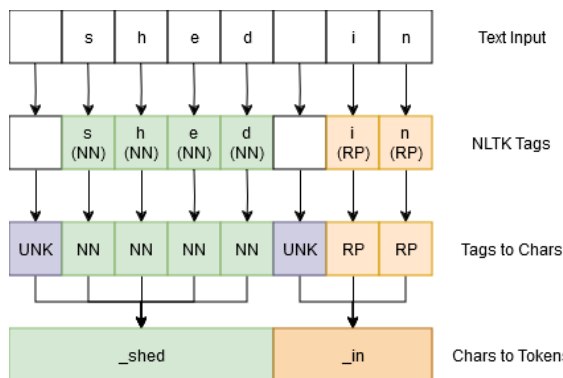 s h e d i n Text Input
s h e d i n
(NN) (NN) (NN) (NN) (RP) (RP) NLTK Tags
UNK NN NN NN NN UNK RP RP Tags to Chars
_shed _in Chars to Tokens